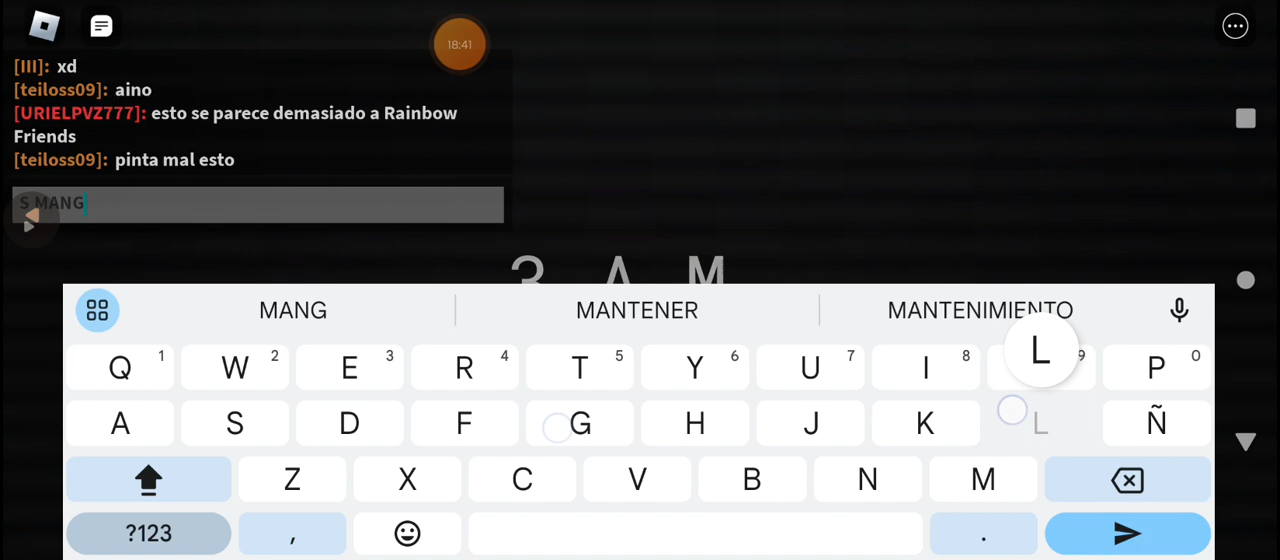 18:41
[III]: xd
[teiloss09]: aino
[URIELPVZ777]: esto se parece demasiado a Rainbow
Friends
[teiloss09]: pinta mal esto
S MANG
3 AM
MANG MANTENER MANTENIMIENTO
Q 1 W 2 E 3 R 4 T 5 Y 6 U 7 I 8 9 P 0
L
A S D F G H J K L Ñ
Z X C V B N M
?123 , .